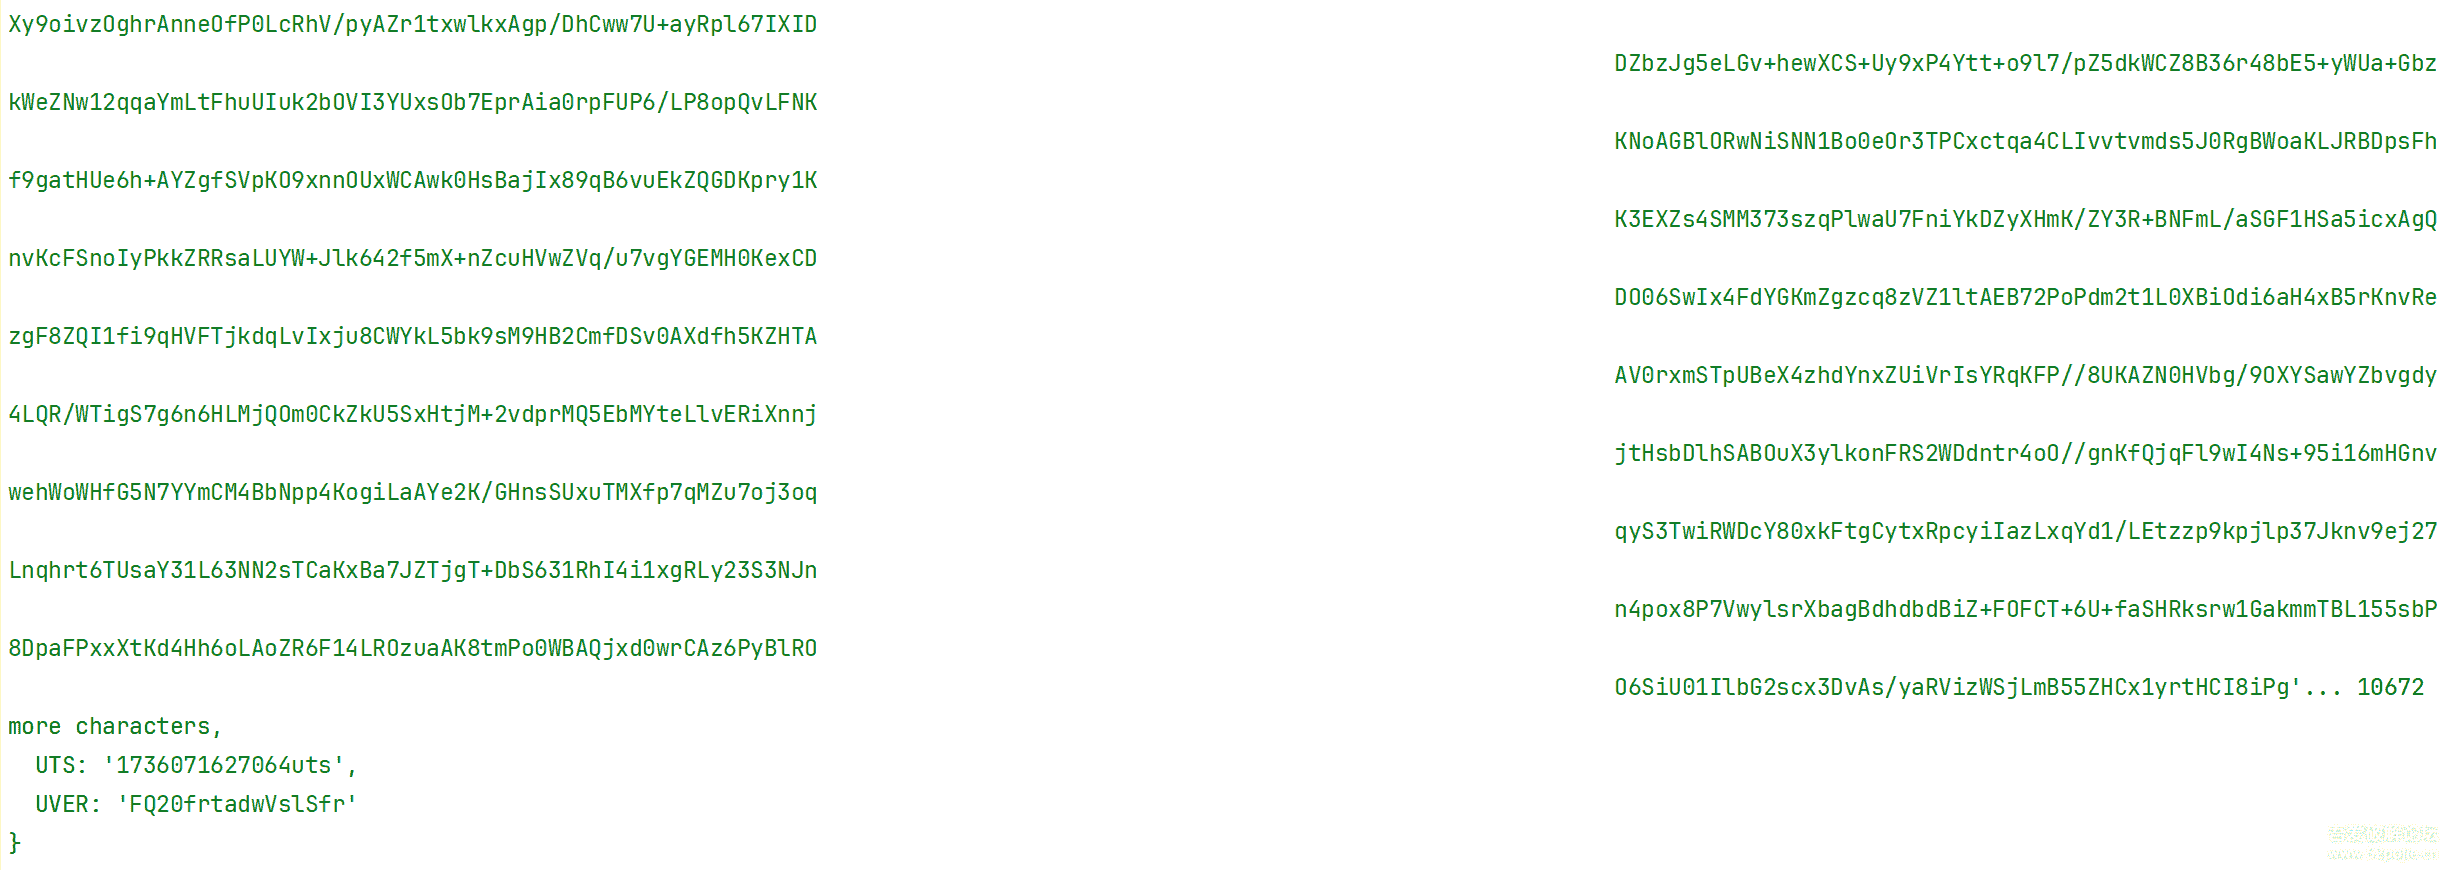 Xy9oivzOghrAnneOfP0LcRhV/pyAZr1txwlkxAgp/DhCww7U+ayRpl67IXID
DZbzJg5eLGv+hewXCS+Uy9xP4Ytt+o9l7/pZ5dkWCZ8B36r48bE5+yWUa+Gbz
kWeZNw12qqaYmLtFhuUIuk2bOVI3YUxsOb7EprAia0rpFUP6/LP8opQvLFNK
KNoAGBlORwNiSNN1Bo0eOr3TPCxctqa4CLIvvtvmds5J0RgBWoaKLJRBDpsFh
f9gatHUe6h+AYZgfSVpKO9xnnOUxWCAwk0HsBajIx89qB6vuEkZQGDKpry1K
K3EXZs4SMM373szqPlwaU7FniYkDZyXHmK/ZY3R+BNFmL/aSGF1HSa5icxAgQ
nvKcFSnoIyPkkZRRsaLUYW+Jlk642f5mX+nZcuHVwZVq/u7vgYGEMH0KexCD
DO06SwIx4FdYGKmZgzcq8zVZ1ltAEB72PoPdm2t1L0XBiOdi6aH4xB5rKnvRe
zgF8ZQI1fi9qHVFTjkdqLvIxju8CWYkL5bk9sM9HB2CmfDSv0AXdfh5KZHTA
AV0rxmSTpUBeX4zhdYnxZUiVrIsYRqKFP//8UKAZN0HVbg/9OXYSawYZbvgdy
4LQR/WTigS7g6n6HLMjQOm0CkZkU5SxHtjM+2vdprMQ5EbMYteLlvERiXnnj
jtHsbDlhSABOuX3ylkonFRS2WDdntr4oO//gnKfQjqFl9wI4Ns+95i16mHGnv
wehWoWHfG5N7YYmCM4BbNpp4KogiLaAYe2K/GHnsSUxuTMXfp7qMZu7oj3oq
qyS3TwiRWDcY80xkFtgCytxRpcyiIazLxqYd1/LEtzzp9kpjlp37Jknv9ej27
Lnqhrt6TUsaY31L63NN2sTCaKxBa7JZTjgT+DbS631RhI4i1xgRLy23S3NJn
n4pox8P7VwylsrXbagBdhdbdBiZ+FOFCT+6U+faSHRksrw1GakmmTBL155sbP
8DpaFPxxXtKd4Hh6oLAoZR6F14LROzuaAK8tmPo0WBAQjxd0wrCAz6PyBlRO
O6SiU01IlbG2scx3DvAs/yaRVizWSjLmB55ZHCx1yrtHCI8iPg'... 10672
more characters,
UTS: '1736071627064uts',
UVER: 'FQ20frtadwVslSfr'
}